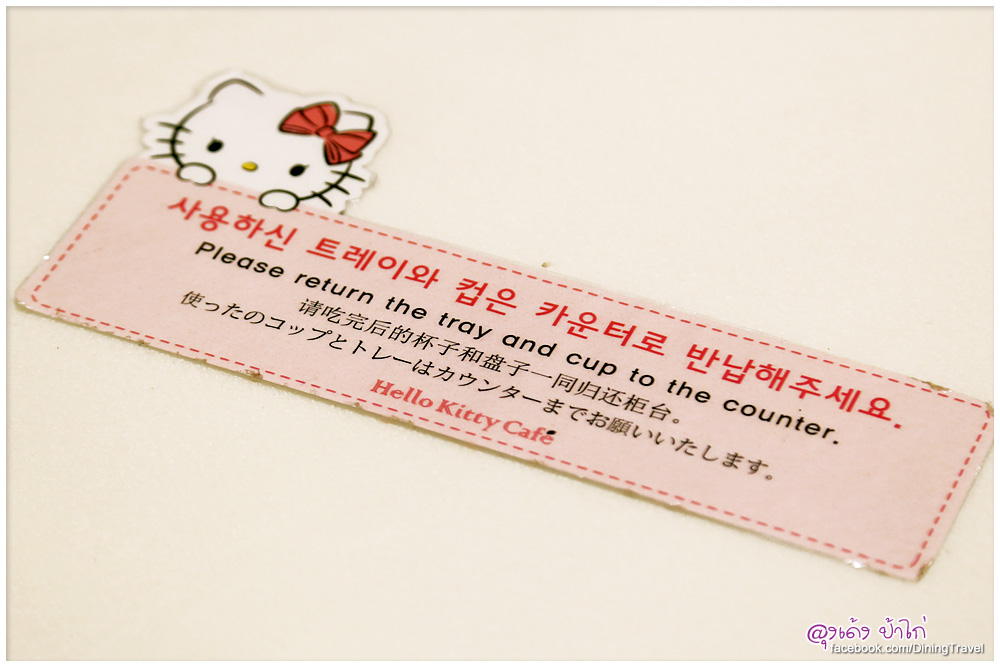 사용하신 트레이와 컵은 카운터로 반납해주세요.
Please return the tray and cup to the counter.
请吃完后的杯子和盘子一同归还柜台。
使ったのコップとトレーはカウンターまでお願いいたします。
Hello Kitty Cafe
ลุงเด้ง ป้าไก่
facebook.com/DiningTravel